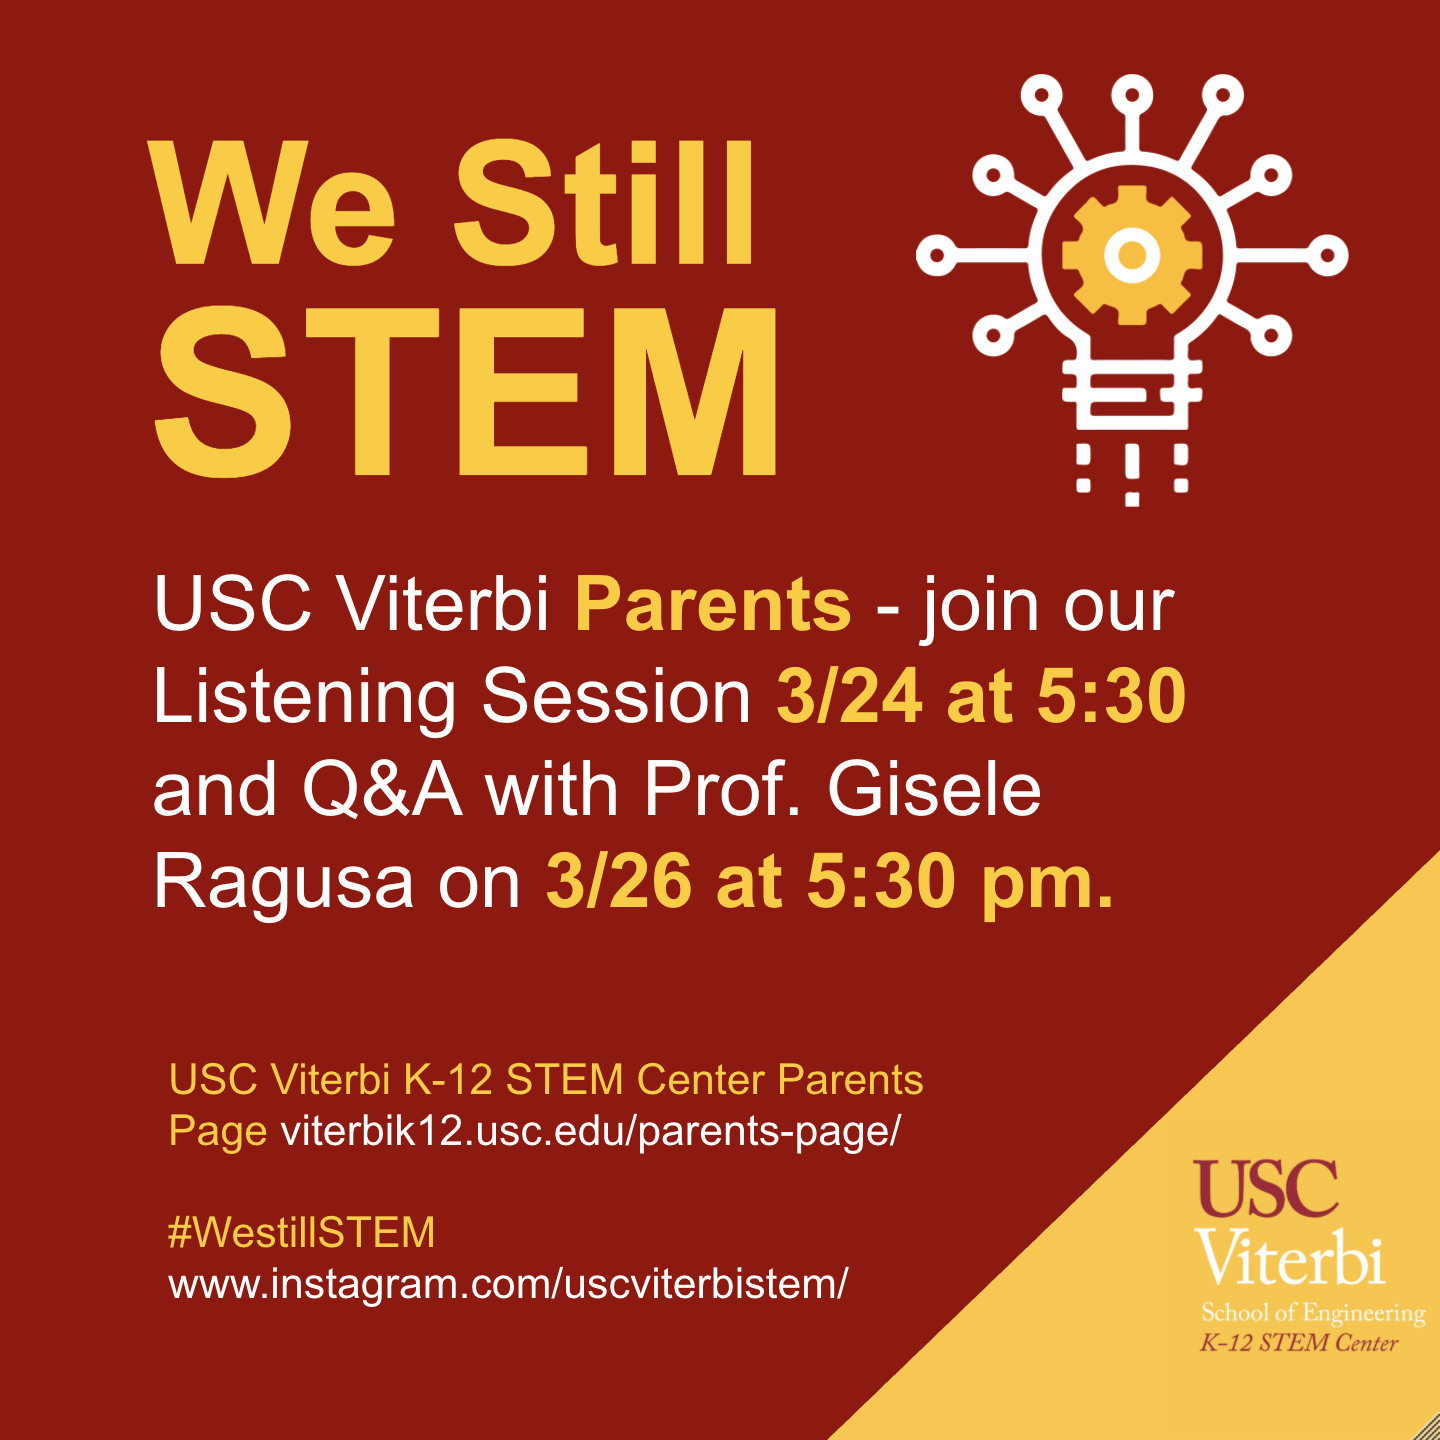 We Still
STEM
USC Viterbi Parents - join our
Listening Session 3/24 at 5:30
and Q&A with Prof. Gisele
Ragusa on 3/26 at 5:30 pm.
USC Viterbi K-12 STEM Center Parents
Page viterbik12.usc.edu/parents-page/
#WestillSTEM
www.instagram.com/uscviterbistem/
USC
Viterbi
School of Engineering
K-12 STEM Center